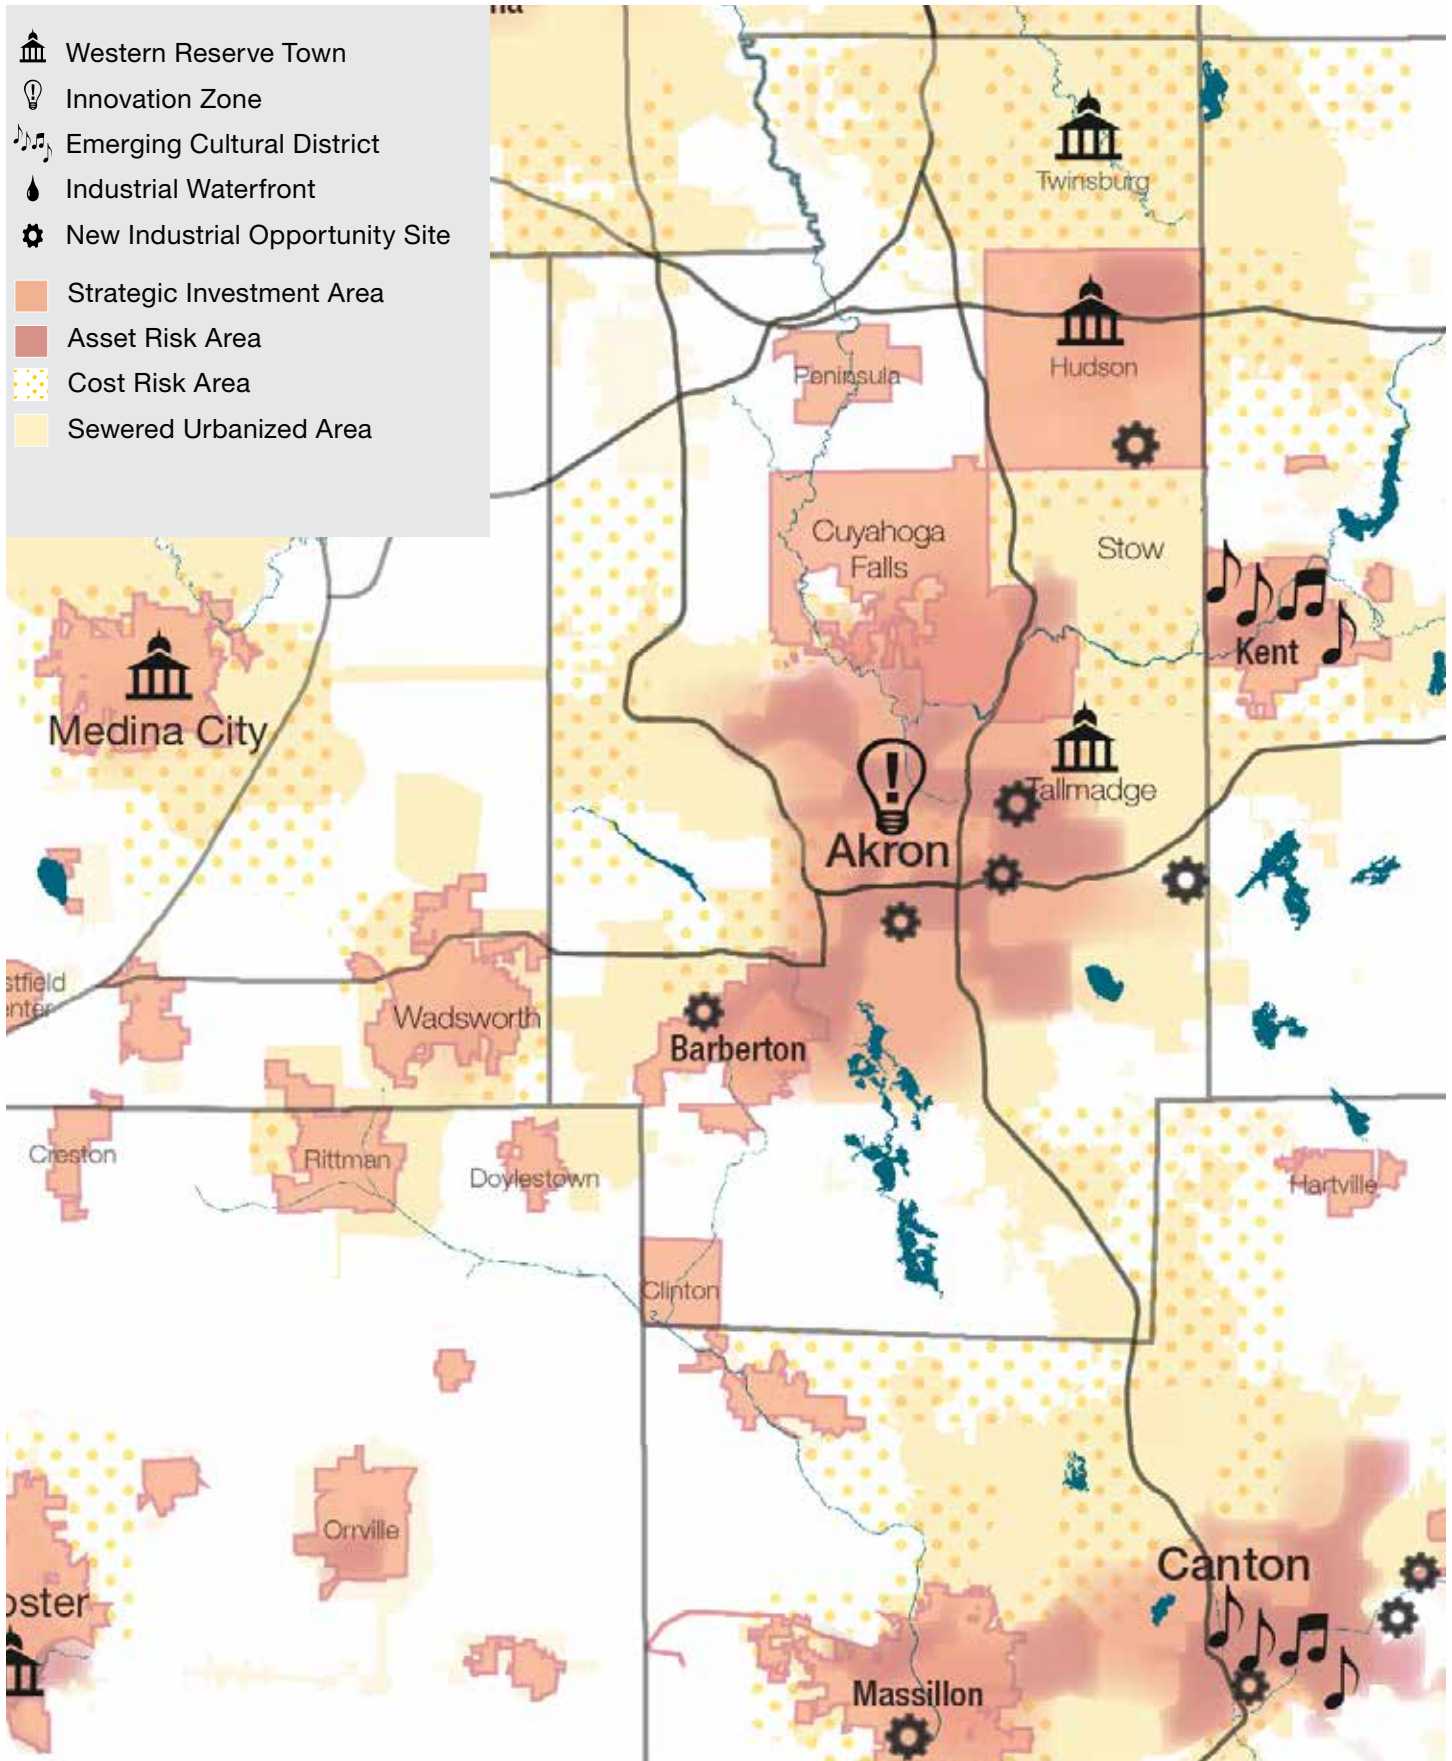 Western Reserve Town
Innovation Zone
Emerging Cultural District
Industrial Waterfront
New Industrial Opportunity Site
Strategic Investment Area
Asset Risk Area
Cost Risk Area
Sewered Urbanized Area
Twinsburg
Hudson
Peninsula
Cuyahoga
Falls
Stow
Kent
Medina City
Tallmadge
Akron
Wadsworth
Barberton
Creston
Rittman
Doylestown
Hartville
Clinton
Orrville
Canton
Massillon